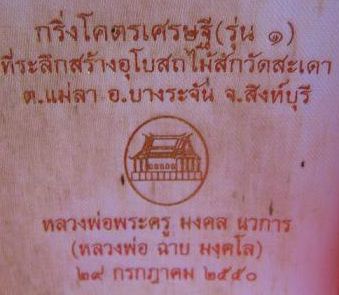 กริ่งโคตรเศรษฐี(รุ่น ๑)
ที่ระลึกสร้างอุโบสถไม้สักวัดสะเดา
ต.แม่ลา อ.บางระจัน จ.สิงห์บุรี
หลวงพ่อพระครู มงคล นวการ
(หลวงพ่อ ฉาบ มงฺคโล)
๒๙ กรกฎาคม ๒๕๕๐